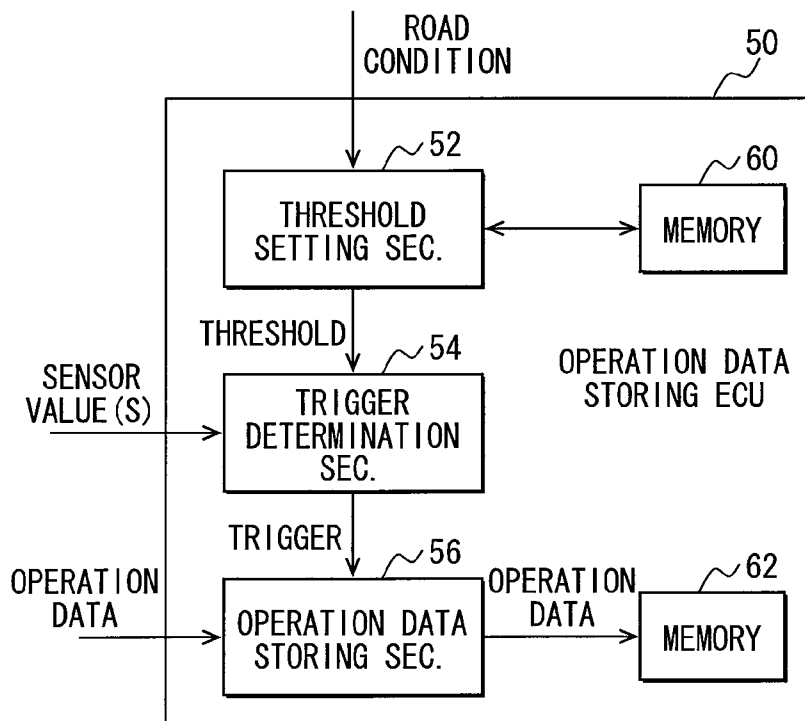 ROAD
CONDITION
50
52
60
THRESHOLD
SETTING SEC.
MEMORY
THRESHOLD
54
OPERATION DATA
STORING ECU
SENSOR
VALUE(S)
TRIGGER
DETERMINATION
SEC.
TRIGGER
56
62
OPERATION
DATA
OPERATION DATA
STORING SEC.
OPERATION
DATA
MEMORY